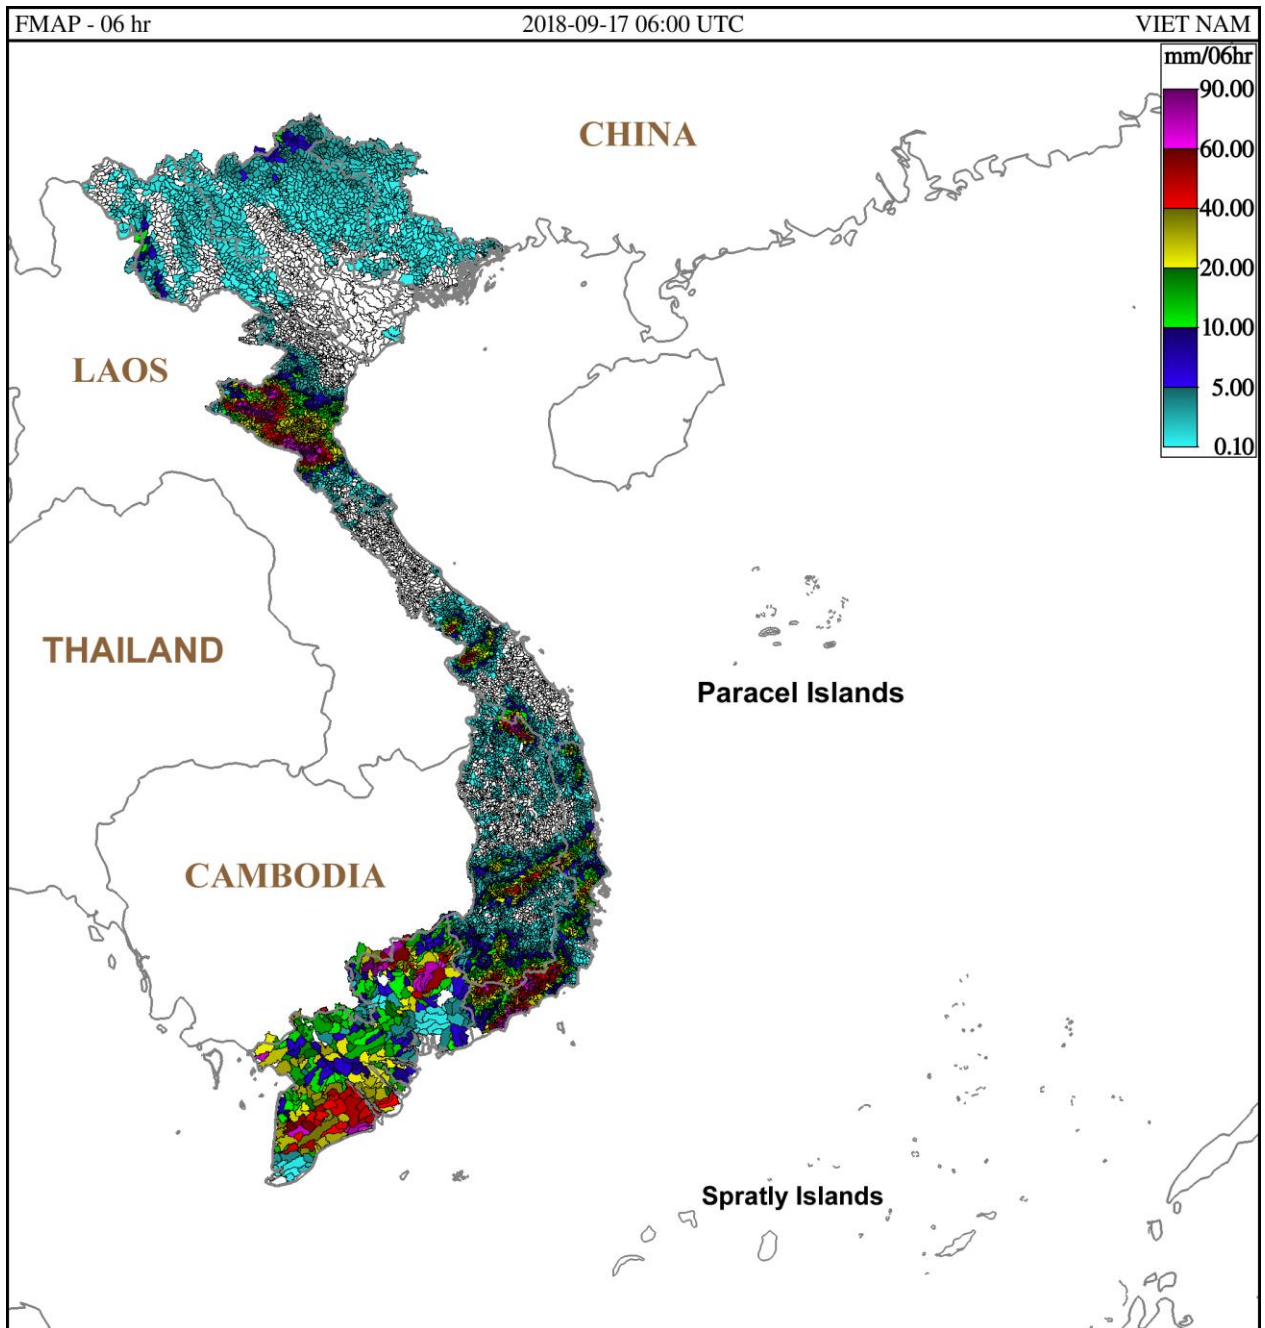 FMAP - 06 hr 2018-09-17 06:00 UTC VIET NAM
mm/06hr
90.00
60.00
40.00
20.00
10.00
5.00
0.10
CHINA
LAOS
THAILAND
Paracel Islands
CAMBODIA
Spratly Islands